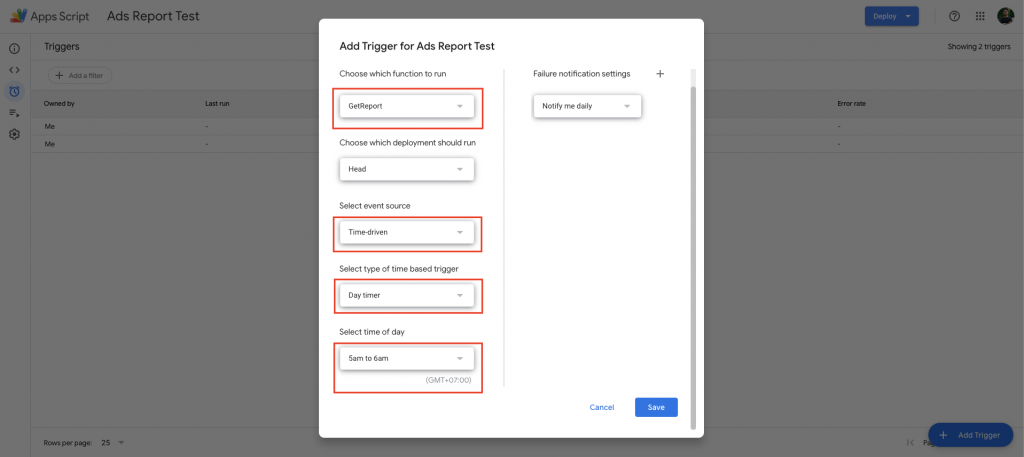 Apps Script
Ads Report Test
Deploy
Triggers
Showing 2 triggers
Add a filter
Owned by
Last run
Error rate
Me
-
-
Me
-
-
Add Trigger for Ads Report Test
Choose which function to run
GetReport
Choose which deployment should run
Head
Select event source
Time-driven
Select type of time based trigger
Day timer
Select time of day
5am to 6am
(GMT+07:00)
Failure notification settings
Notify me daily
Cancel
Save
Rows per page: 25
Add Trigger